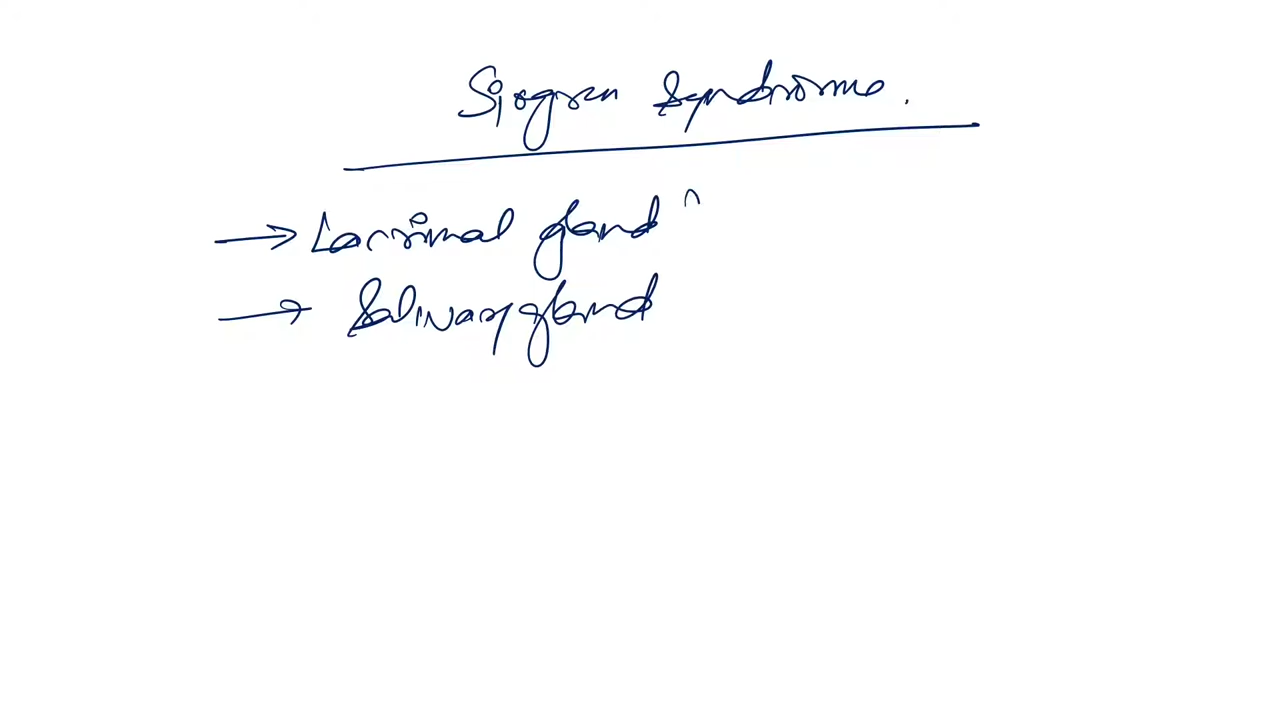 Sjogren Syndrome.
→ Lacrimal gland
→ Salivary gland